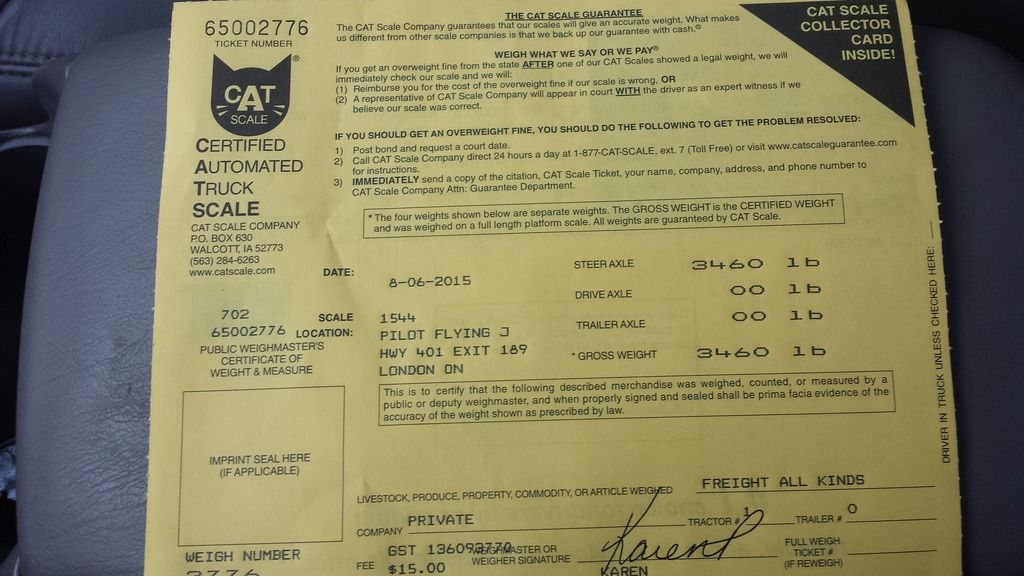 65002776
TICKET NUMBER
CAT
SCALE
®
CERTIFIED
AUTOMATED
TRUCK
SCALE
CAT SCALE COMPANY
P.O. BOX 630
WALCOTT, IA 52773
(563) 284-6263
www.catscale.com
THE CAT SCALE GUARANTEE
The CAT Scale Company guarantees that our scales will give an accurate weight. What makes
us different from other scale companies is that we back up our guarantee with cash.©
WEIGH WHAT WE SAY OR WE PAY®
If you get an overweight fine from the state AFTER one of our CAT Scales showed a legal weight, we will
immediately check our scale and we will:
(1) Reimburse you for the cost of the overweight fine if our scale is wrong, OR
(2) A representative of CAT Scale Company will appear in court WITH the driver as an expert witness if we
believe our scale was correct.
CAT SCALE
COLLECTOR
CARD
INSIDE!
IF YOU SHOULD GET AN OVERWEIGHT FINE, YOU SHOULD DO THE FOLLOWING TO GET THE PROBLEM RESOLVED:
1) Post bond and request a court date.
2) Call CAT Scale Company direct 24 hours a day at 1-877-CAT-SCALE, ext. 7 (Toll Free) or visit www.catscaleguarantee.com
for instructions.
3) IMMEDIATELY send a copy of the citation, CAT Scale Ticket, your name, company, address, and phone number to
CAT Scale Company Attn: Guarantee Department.
* The four weights shown below are separate weights. The GROSS WEIGHT is the CERTIFIED WEIGHT
and was weighed on a full length platform scale. All weights are guaranteed by CAT Scale.
DATE: 8-06-2015
STEER AXLE 3460 lb
DRIVE AXLE 00 lb
TRAILER AXLE 00 lb
* GROSS WEIGHT 3460 lb
702
65002776
SCALE
LOCATION:
1544
PILOT FLYING J
HWY 401 EXIT 189
LONDON ON
PUBLIC WEIGHMASTER'S
CERTIFICATE OF
WEIGHT & MEASURE
This is to certify that the following described merchandise was weighed, counted, or measured by a
public or deputy weighmaster, and when properly signed and sealed shall be prima facia evidence of the
accuracy of the weight shown as prescribed by law.
IMPRINT SEAL HERE
(IF APPLICABLE)
DRIVER IN TRUCK UNLESS CHECKED HERE:
LIVESTOCK, PRODUCE, PROPERTY, COMMODITY, OR ARTICLE WEIGHED FREIGHT ALL KINDS
COMPANY PRIVATE TRACTOR # 1 TRAILER # 0
GST 136093770
WEIGHMASTER OR
WEIGHER SIGNATURE
Karen
KAREN
FULL WEIGH
TICKET #
(IF REWEIGH)
FEE $15.00
WEIGH NUMBER